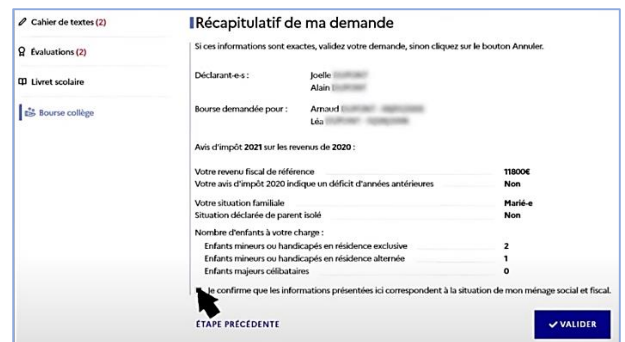 Cahier de textes (2)
Évaluations (2)
Livret scolaire
Bourse collège
Récapitulatif de ma demande
Si ces informations sont exactes, validez votre demande, sinon cliquez sur le bouton Annuler.
Déclarant-e-s : Joelle
Alain
Bourse demandée pour : Arnaud
Léa
Avis d'impôt 2021 sur les revenus de 2020 :
Votre revenu fiscal de référence 11800€
Votre avis d'impôt 2020 indique un déficit d'années antérieures Non
Votre situation familiale Marié-e
Situation déclarée de parent isolé Non
Nombre d'enfants à votre charge :
Enfants mineurs ou handicapés en résidence exclusive 2
Enfants mineurs ou handicapés en résidence alternée 1
Enfants majeurs célibataires 0
Je confirme que les informations présentées ici correspondent à la situation de mon ménage social et fiscal.
ÉTAPE PRÉCÉDENTE
VALIDER